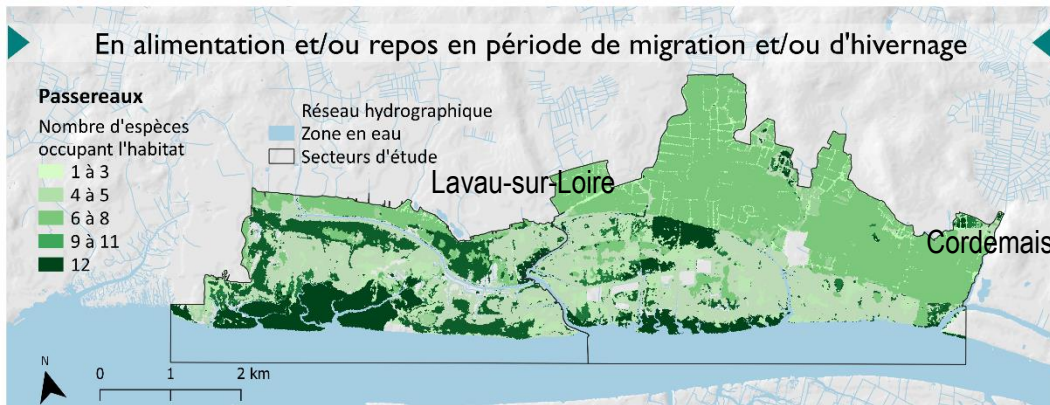 En alimentation et/ou repos en période de migration et/ou d'hivernage
Passereaux
Nombre d'espèces
occupant l'habitat
1 à 3
4 à 5
6 à 8
9 à 11
12
Réseau hydrographique
Zone en eau
Secteurs d'étude
Lavau-sur-Loire
Cordemais
N
0 1 2 km